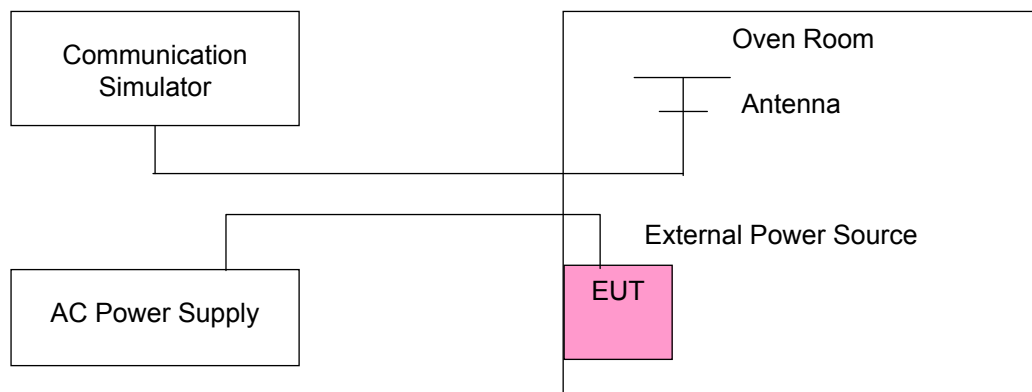 Communication
Simulator
Oven Room
Antenna
External Power Source
AC Power Supply
EUT